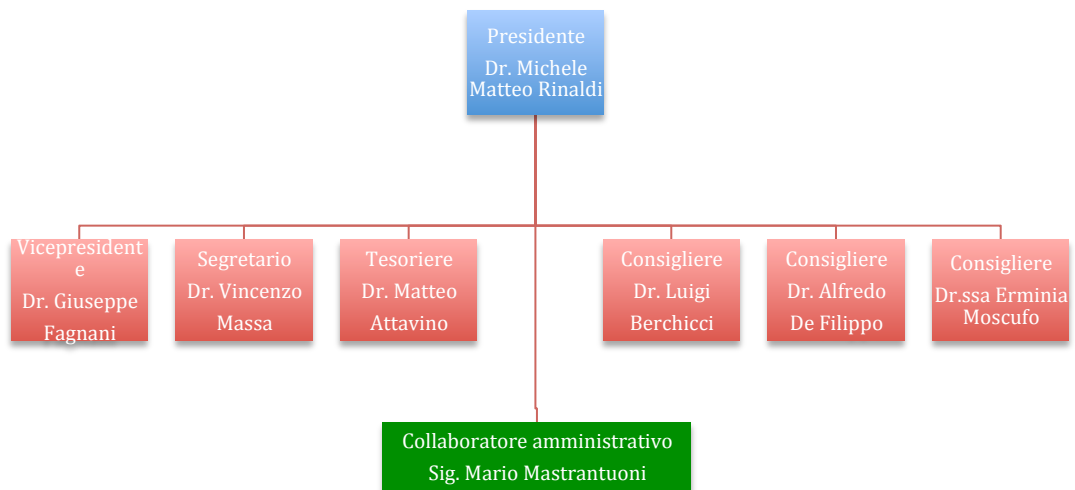 Presidente
Dr. Michele
Matteo Rinaldi
Vicepresident
e
Dr. Giuseppe
Fagnani
Segretario
Dr. Vincenzo
Massa
Tesoriere
Dr. Matteo
Attavino
Consigliere
Dr. Luigi
Berchicci
Consigliere
Dr. Alfredo
De Filippo
Consigliere
Dr.ssa Erminia
Moscufo
Collaboratore amministrativo
Sig. Mario Mastrantuoni